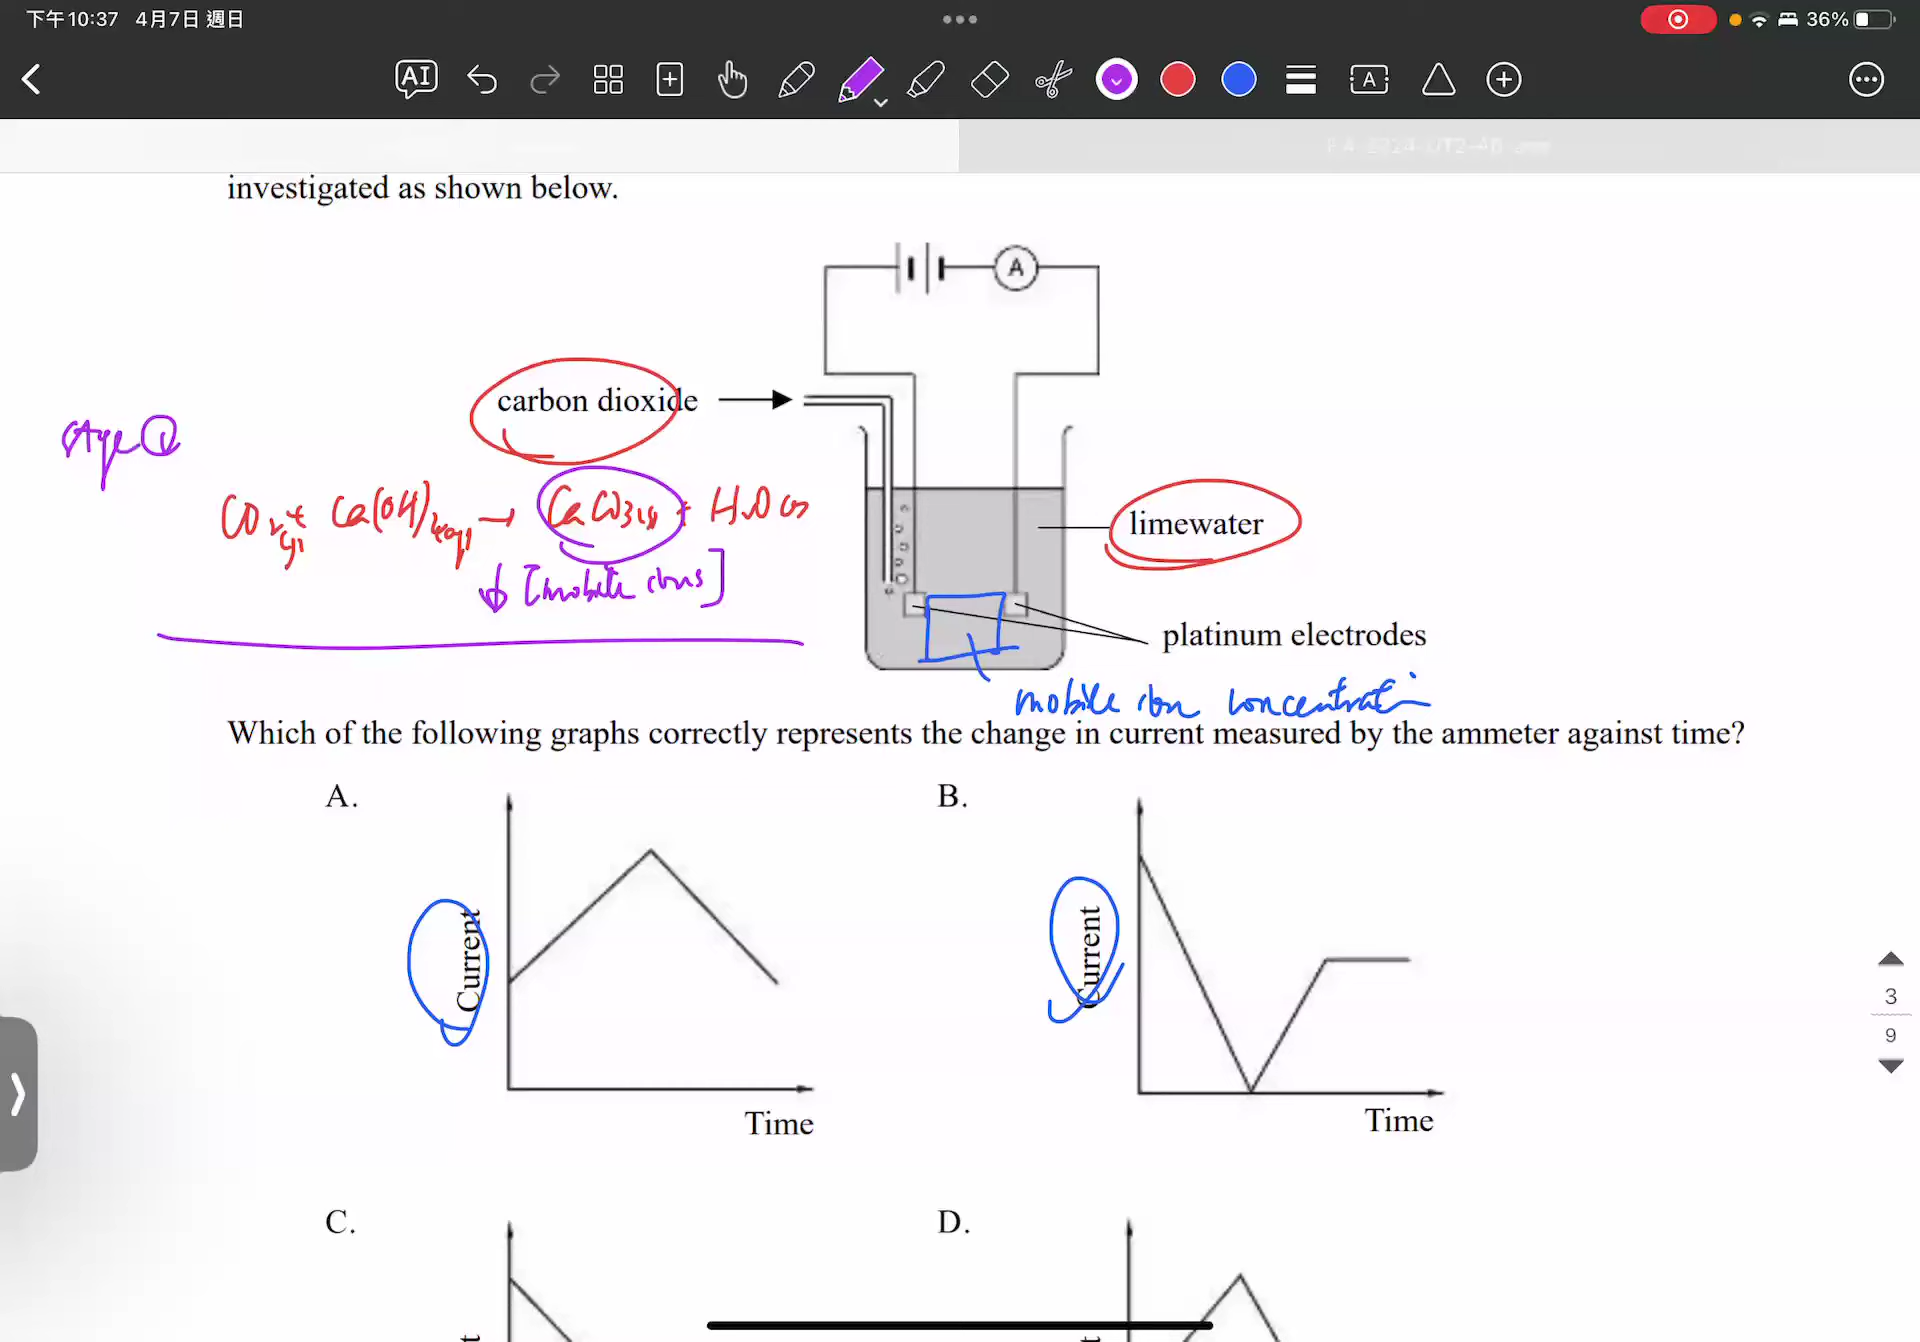 下午10:37 4月7日 週日
36%
AI
A
investigated as shown below.
A
carbon dioxide
Stage ①
CO₂(g) + Ca(OH)₂(aq) → CaCO₃(s) + H₂O(l)
limewater
↓ [mobile ions]
platinum electrodes
mobile ion concentration
Which of the following graphs correctly represents the change in current measured by the ammeter against time?
A.
B.
Current
Current
3
9
Time
Time
C.
D.